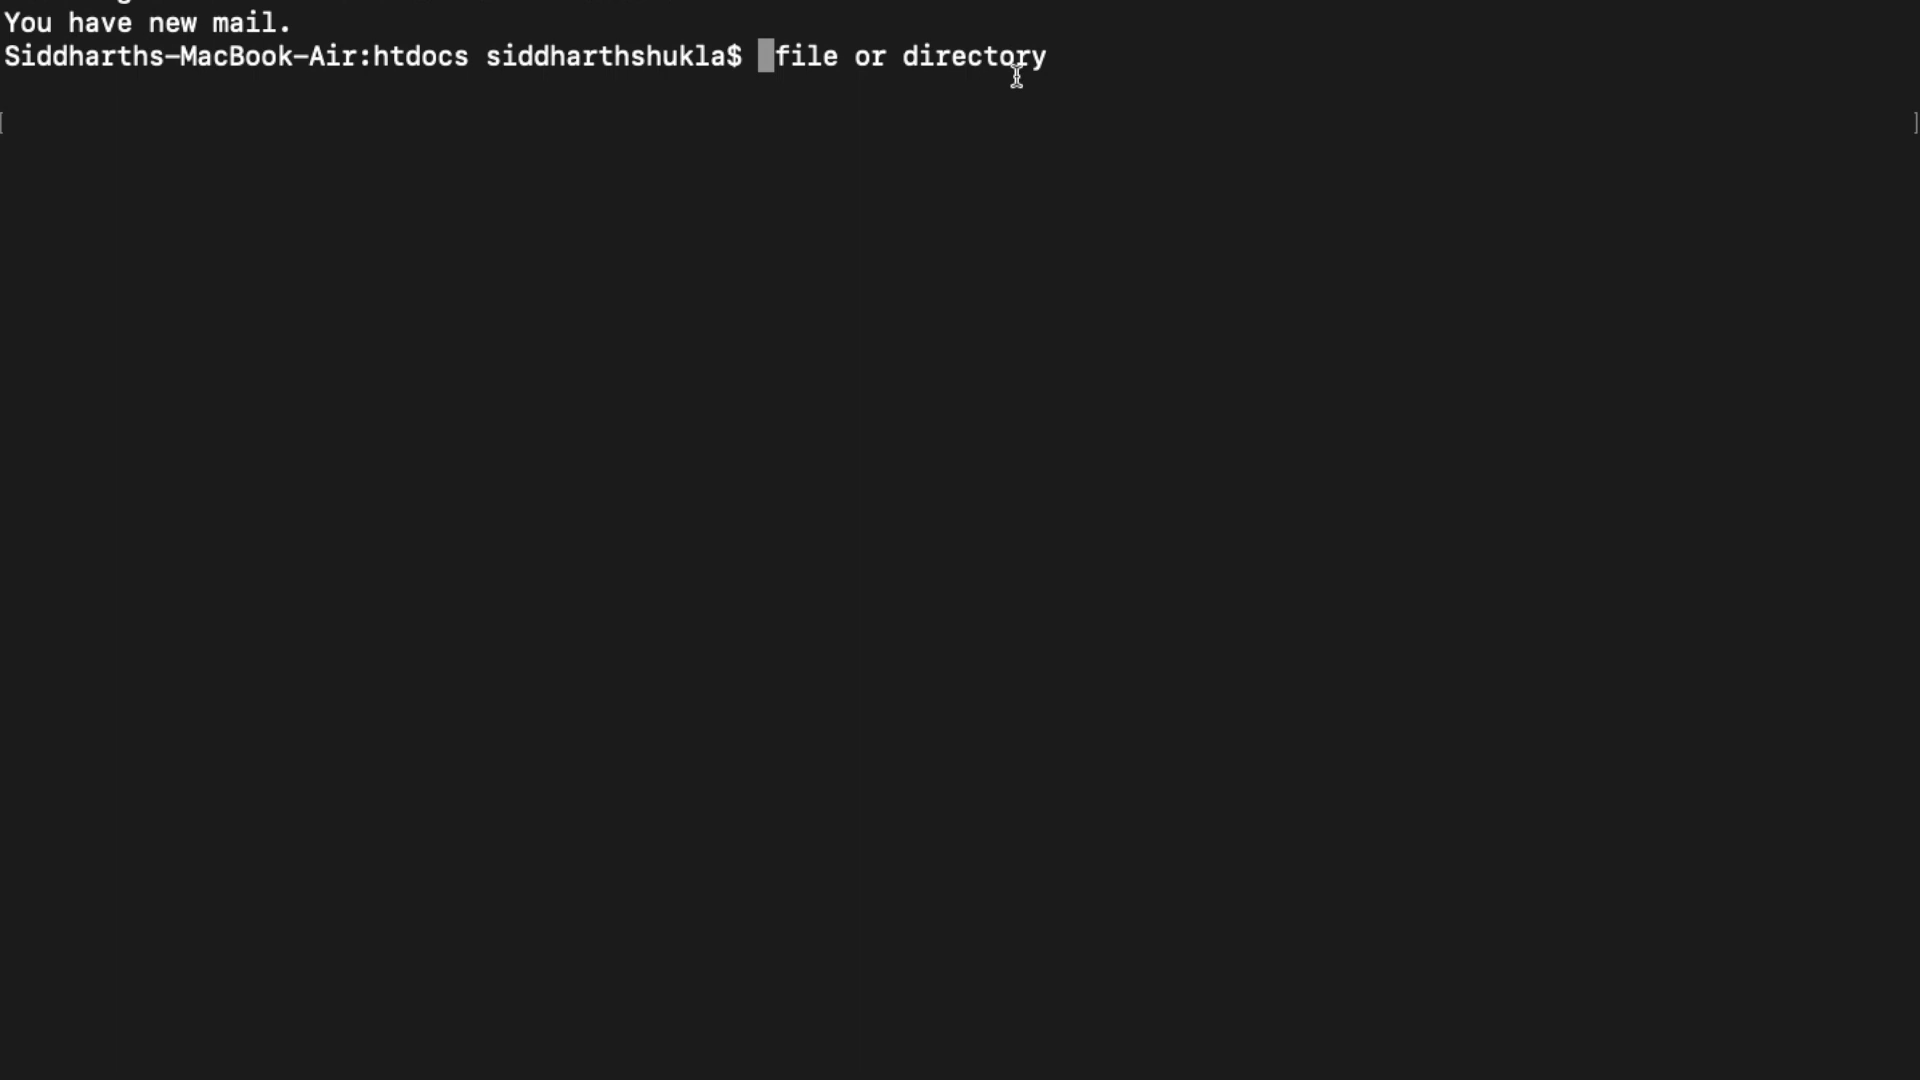 You have new mail.
Siddharths-MacBook-Air:htdocs siddharthshukla$ file or directory
[ ]